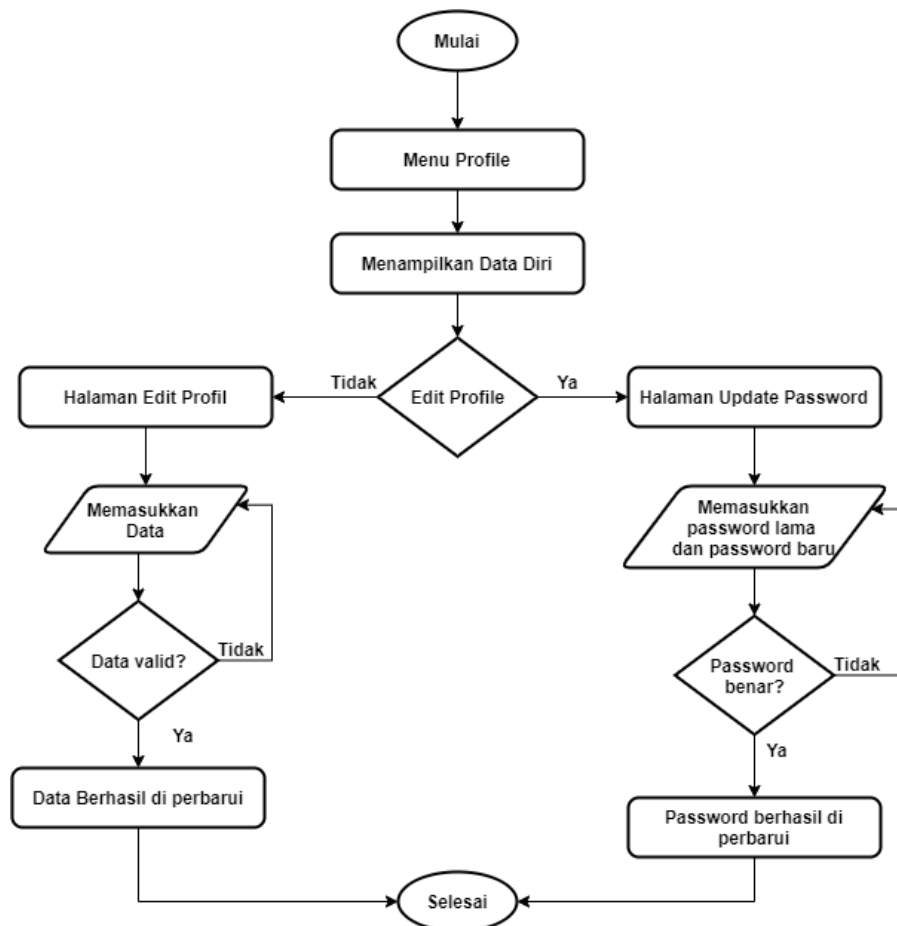 Mulai
Menu Profile
Menampilkan Data Diri
Tidak
Ya
Halaman Edit Profil
Edit Profile
Halaman Update Password
Memasukkan
Data
Memasukkan
password lama
dan password baru
Data valid?
Tidak
Password
benar?
Tidak
Ya
Ya
Data Berhasil di perbarui
Password berhasil di
perbarui
Selesai